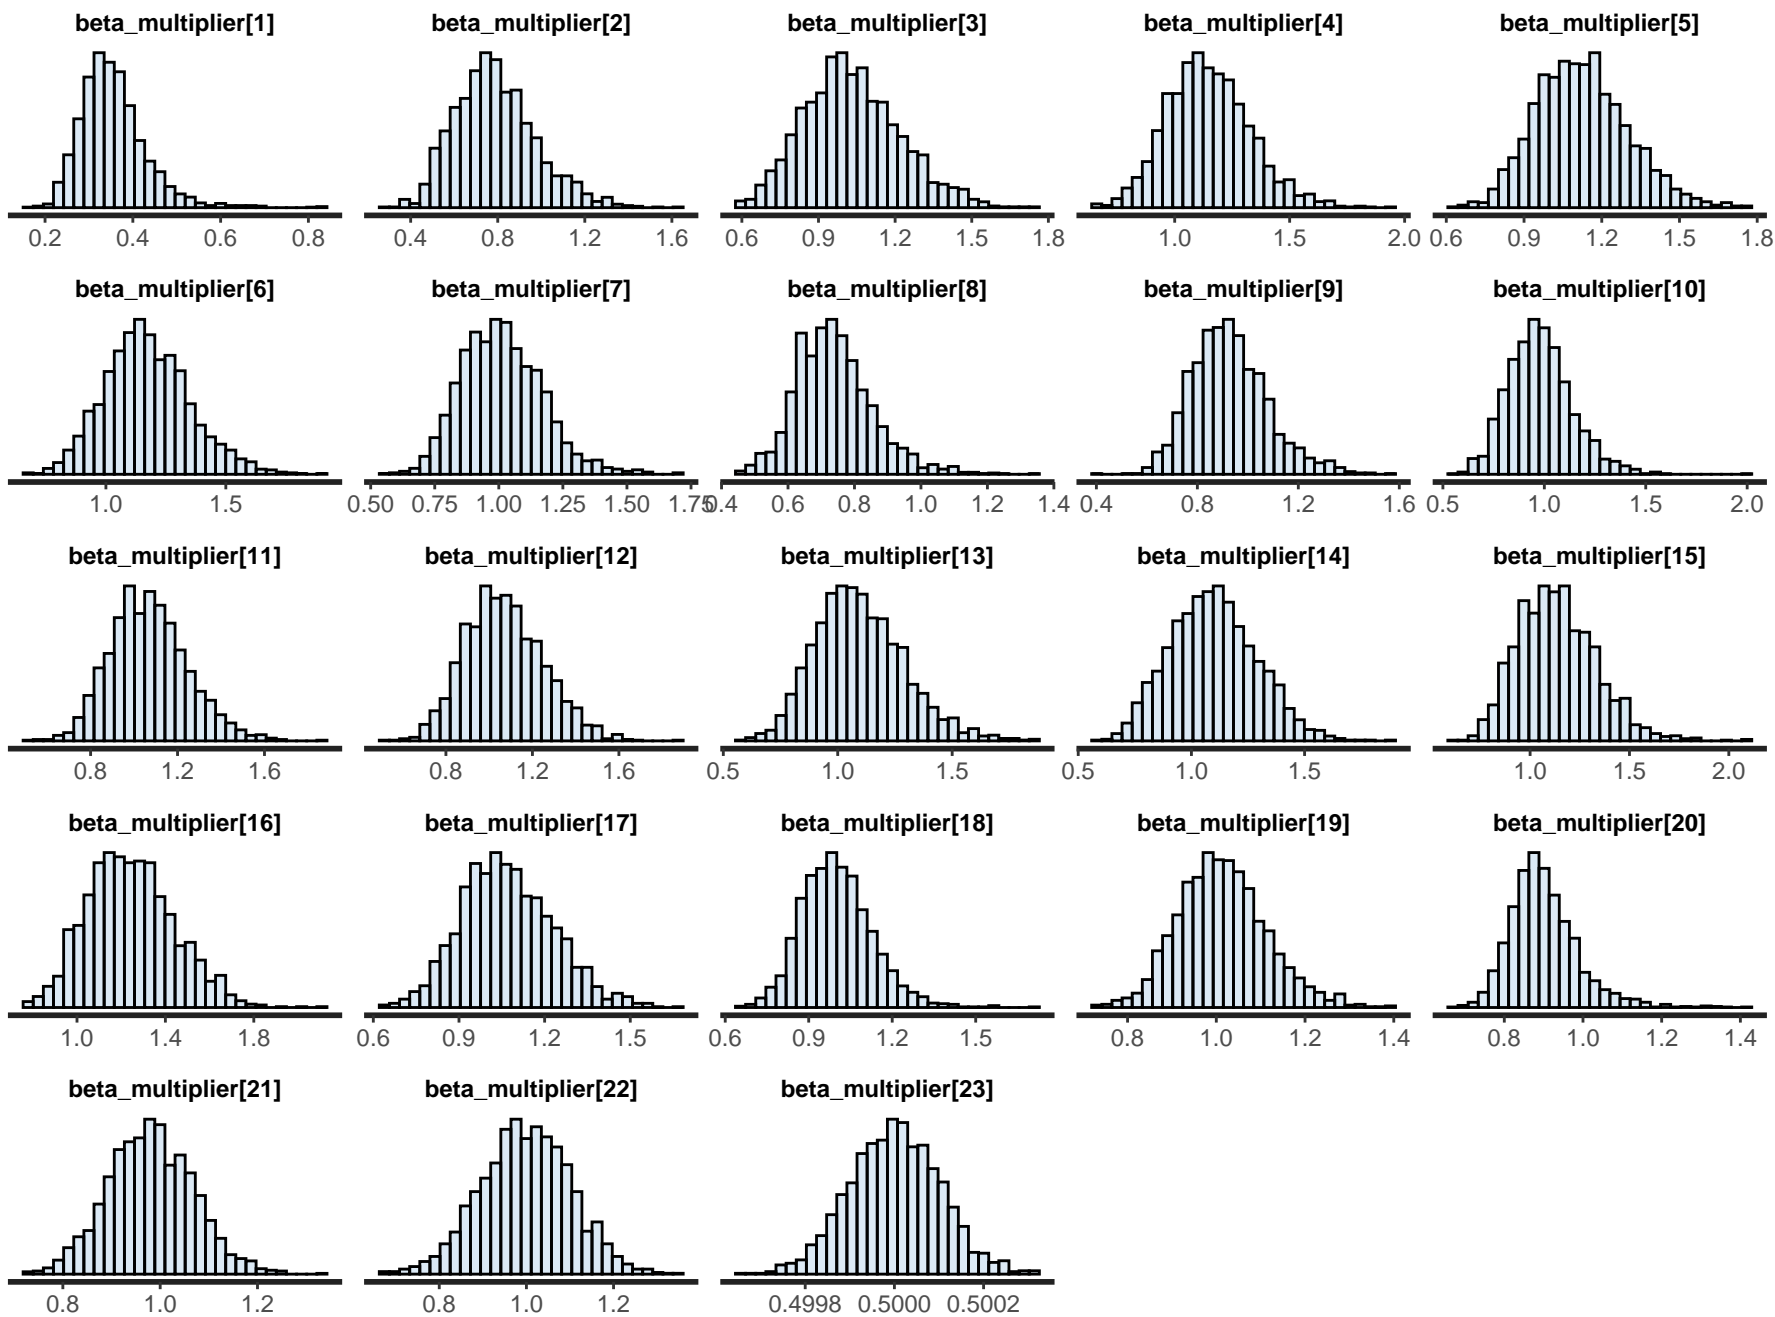 beta_multiplier[1] beta_multiplier[2] beta_multiplier[3] beta_multiplier[4] beta_multiplier[5]
0.2 0.4 0.6 0.8 0.4 0.8 1.2 1.6 0.6 0.9 1.2 1.5 1.8 1.0 1.5 2.0 0.6 0.9 1.2 1.5 1.8
beta_multiplier[6] beta_multiplier[7] beta_multiplier[8] beta_multiplier[9] beta_multiplier[10]
1.0 1.5 0.50 0.75 1.00 1.25 1.50 1.75 0.4 0.6 0.8 1.0 1.2 1.4 0.4 0.8 1.2 1.6 0.5 1.0 1.5 2.0
beta_multiplier[11] beta_multiplier[12] beta_multiplier[13] beta_multiplier[14] beta_multiplier[15]
0.8 1.2 1.6 0.8 1.2 1.6 0.5 1.0 1.5 0.5 1.0 1.5 1.0 1.5 2.0
beta_multiplier[16] beta_multiplier[17] beta_multiplier[18] beta_multiplier[19] beta_multiplier[20]
1.0 1.4 1.8 0.6 0.9 1.2 1.5 0.6 0.9 1.2 1.5 0.8 1.0 1.2 1.4 0.8 1.0 1.2 1.4
beta_multiplier[21] beta_multiplier[22] beta_multiplier[23]
0.8 1.0 1.2 0.8 1.0 1.2 0.4998 0.5000 0.5002